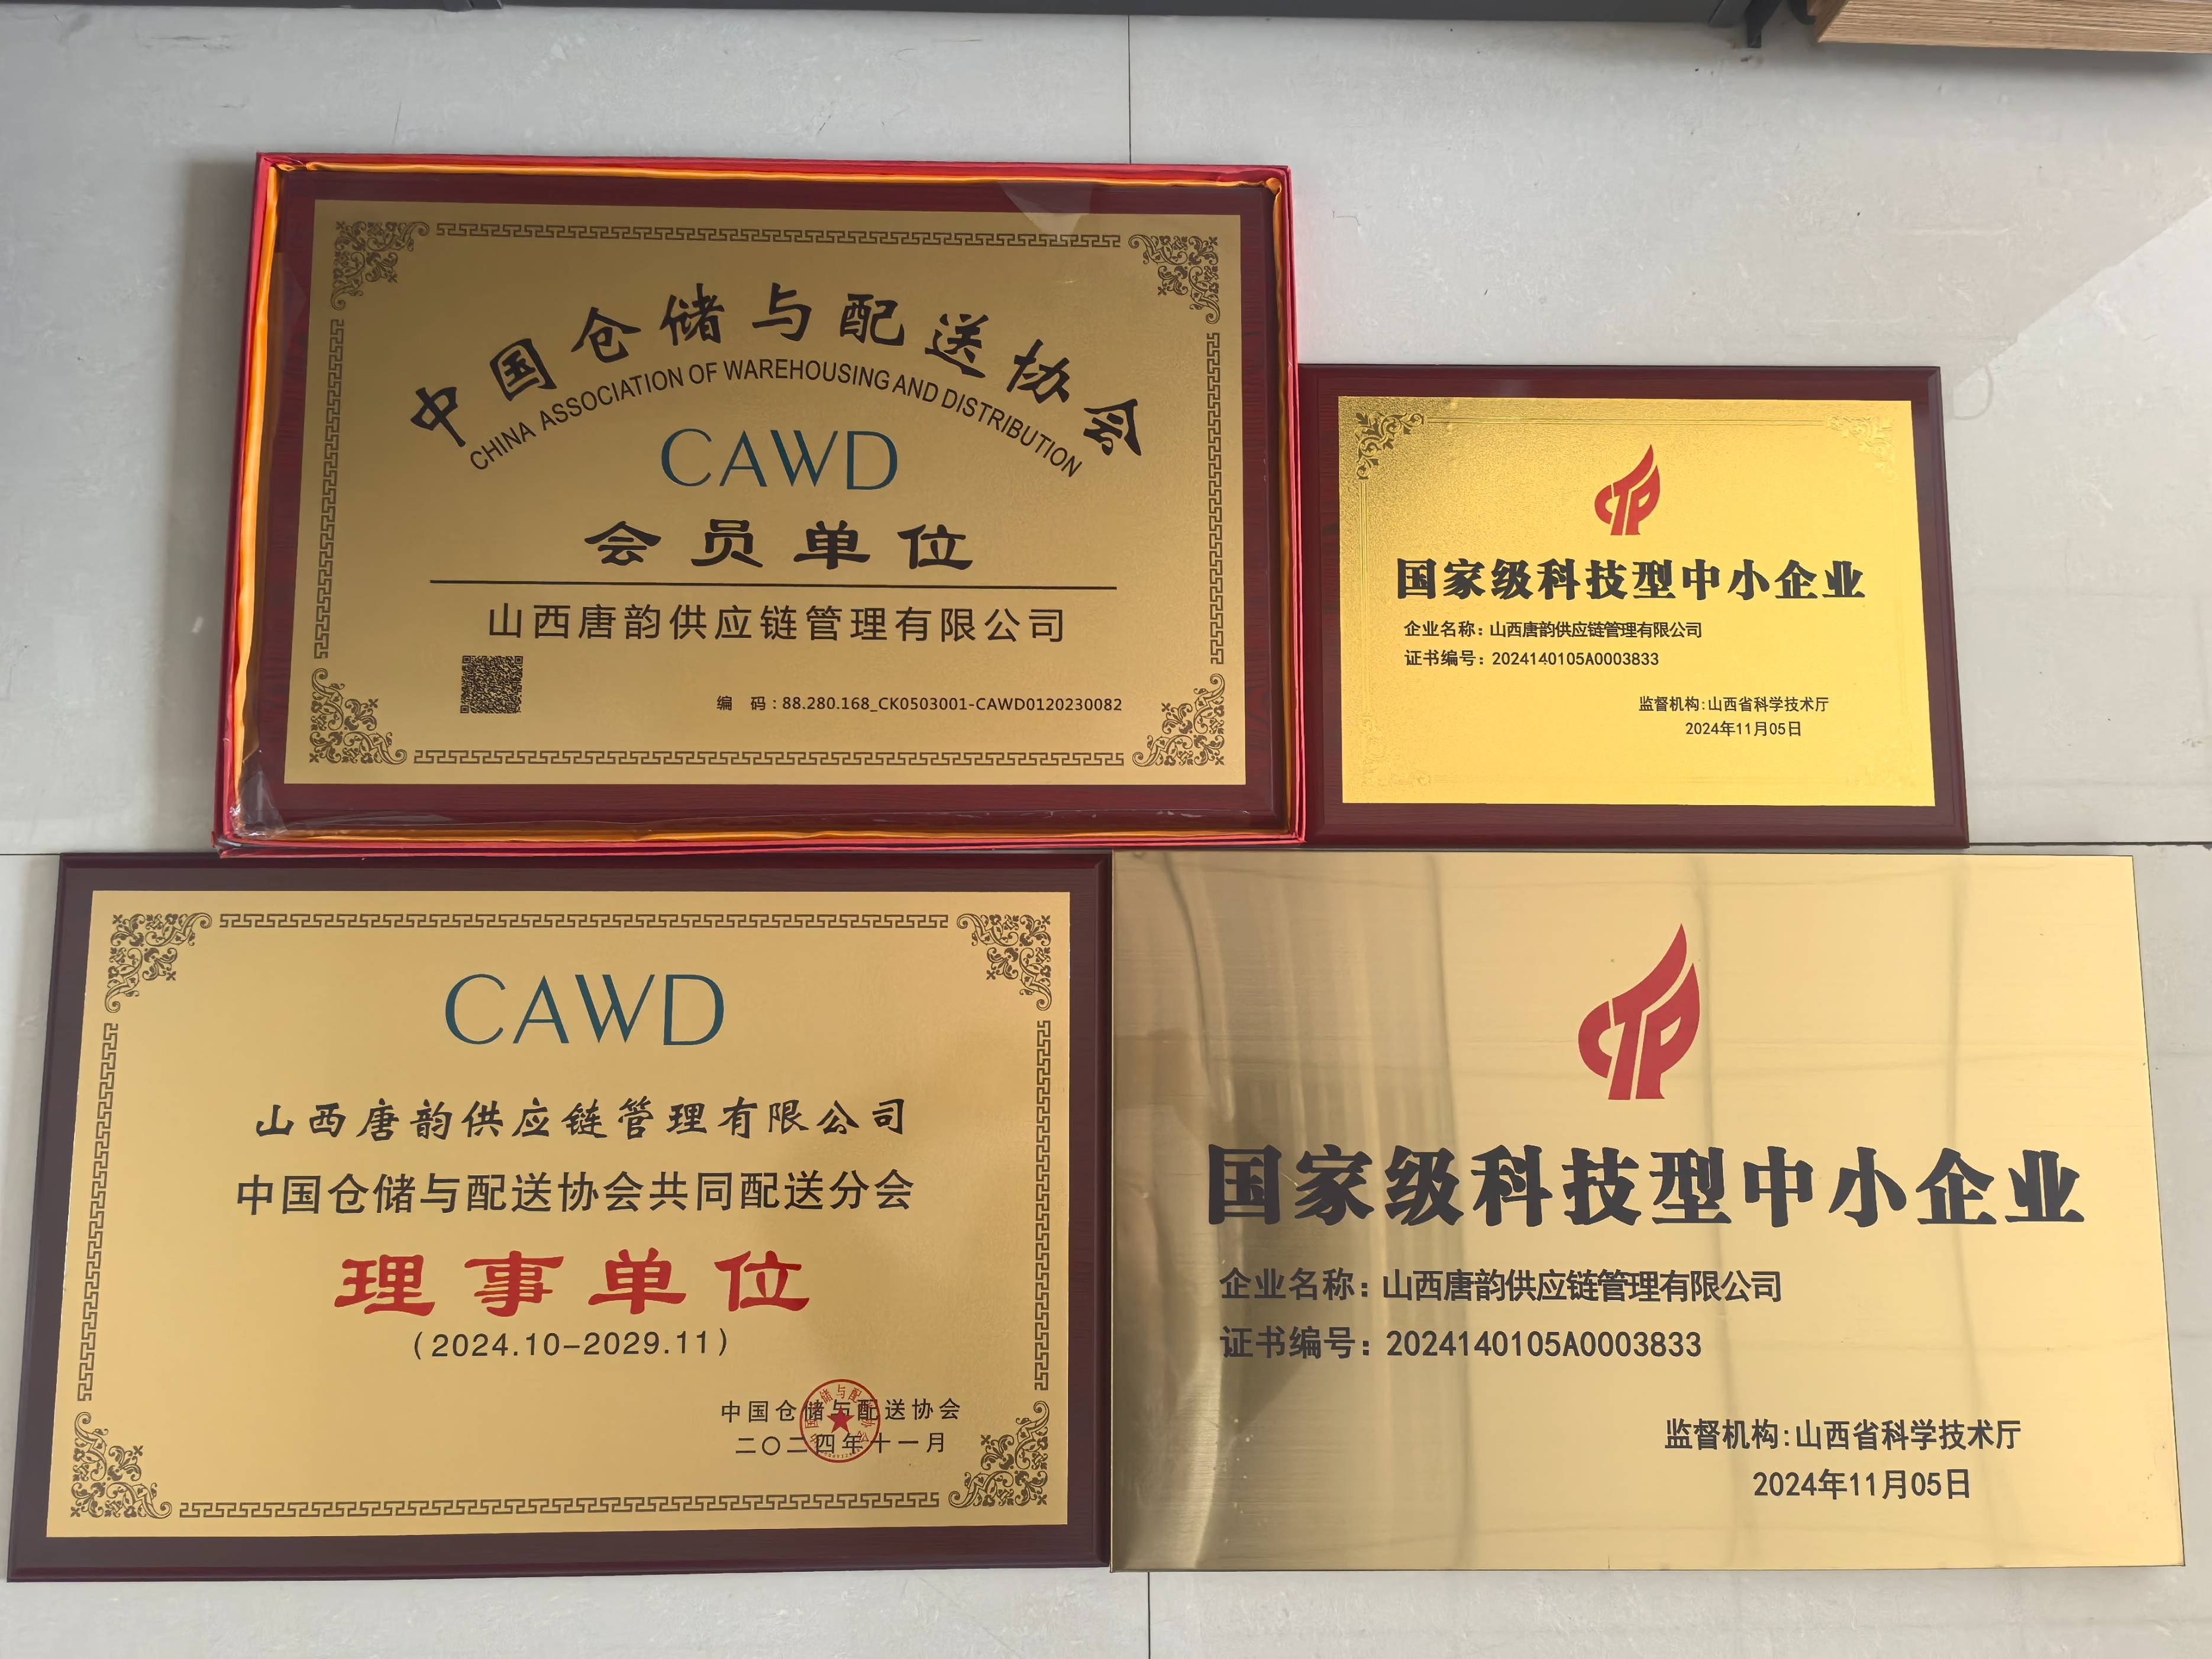 中国仓储与配送协会
CHINA ASSOCIATION OF WAREHOUSING AND DISTRIBUTION
CAWD
会员单位
山西唐韵供应链管理有限公司
编 码：88.280.168_CK0503001-CAWD0120230082
CTP
国家级科技型中小企业
企业名称：山西唐韵供应链管理有限公司
证书编号：2024140105A0003833
监督机构:山西省科学技术厅
2024年11月05日
CAWD
山西唐韵供应链管理有限公司
中国仓储与配送协会共同配送分会
理事单位
（2024.10-2029.11）
中国仓储与配送协会
二〇二四年十一月
CTP
国家级科技型中小企业
企业名称：山西唐韵供应链管理有限公司
证书编号：2024140105A0003833
监督机构:山西省科学技术厅
2024年11月05日